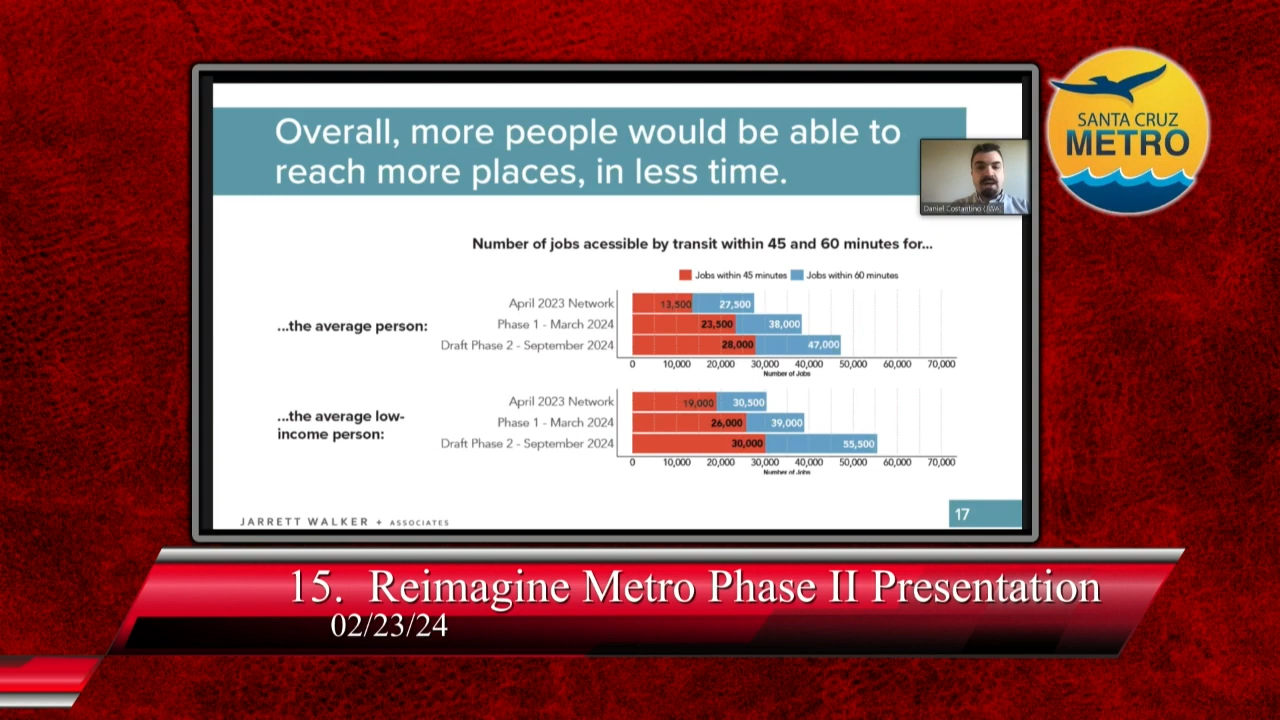 Overall, more people would be able to
reach more places, in less time.
SANTA CRUZ
METRO
Daniel Costantino (JWA)
Number of jobs acessible by transit within 45 and 60 minutes for...
Jobs within 45 minutes Jobs within 60 minutes
...the average person:
April 2023 Network 13,500 27,500
Phase 1 - March 2024 23,500 38,000
Draft Phase 2 - September 2024 28,000 47,000
0 10,000 20,000 30,000 40,000 50,000 60,000 70,000
Number of Jobs
...the average low-
income person:
April 2023 Network 19,000 30,500
Phase 1 - March 2024 26,000 39,000
Draft Phase 2 - September 2024 30,000 55,500
0 10,000 20,000 30,000 40,000 50,000 60,000 70,000
Number of Jobs
JARRETT WALKER + ASSOCIATES
17
15. Reimagine Metro Phase II Presentation
02/23/24